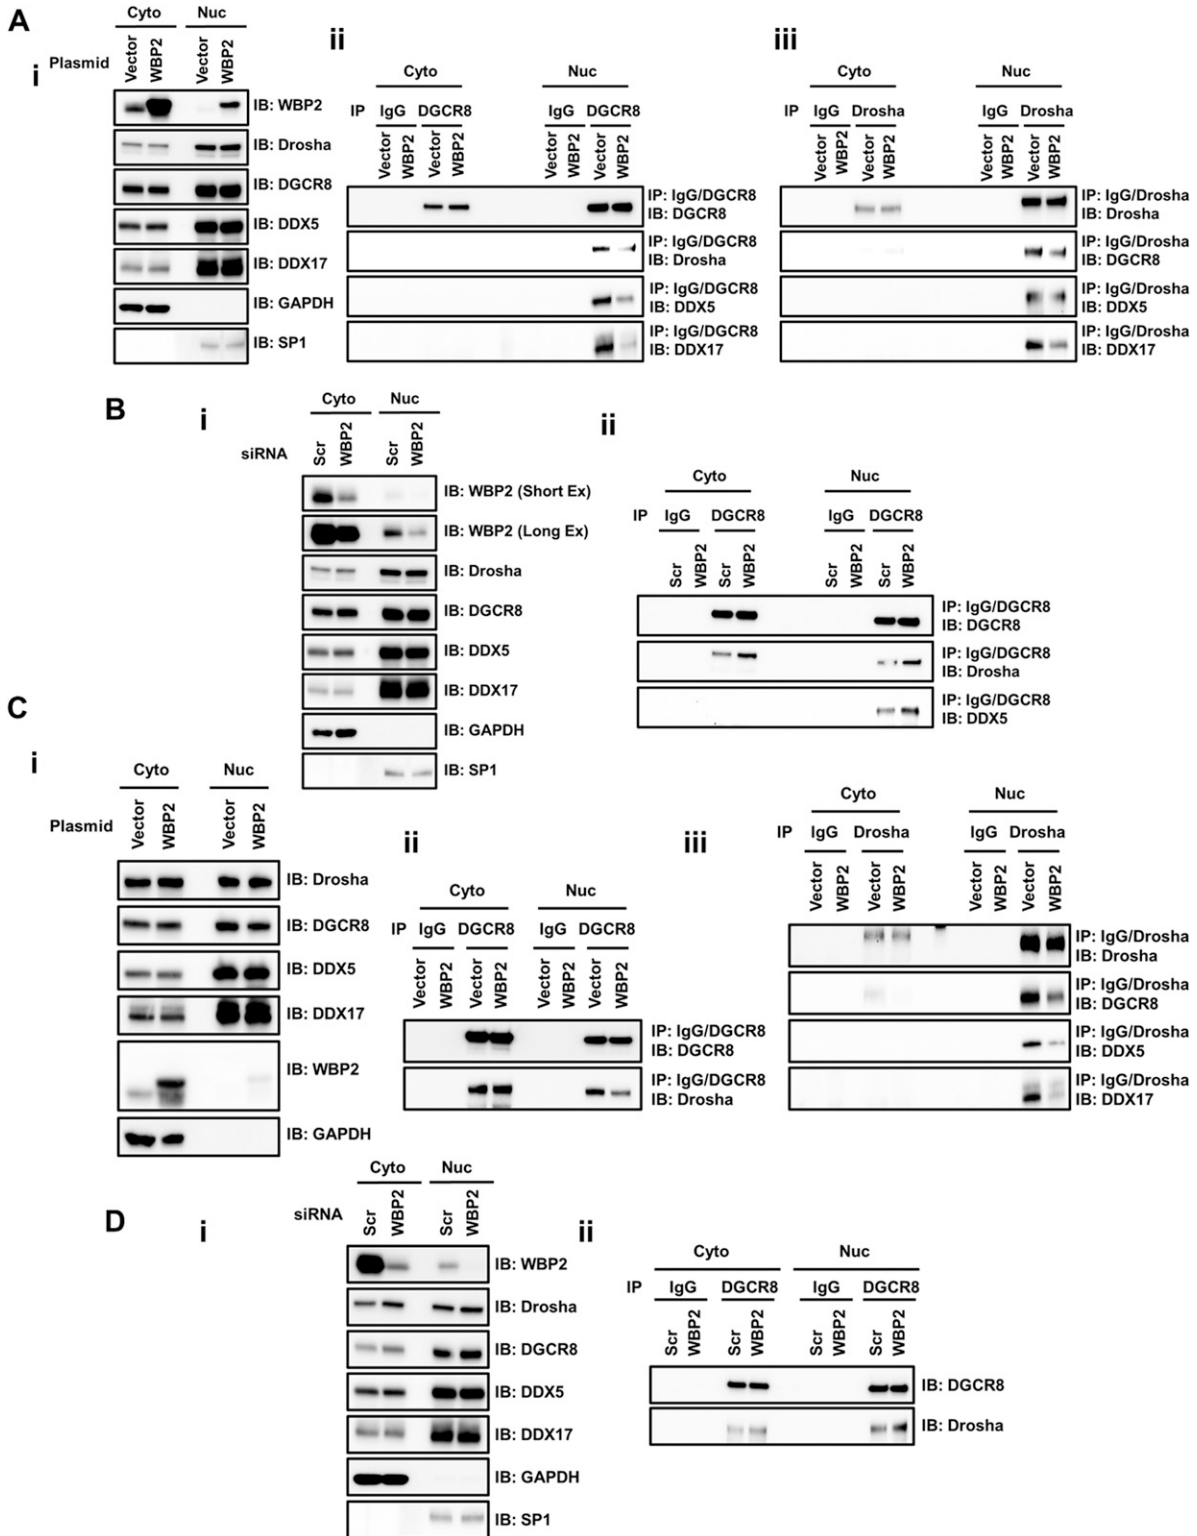 A
i
Cyto Nuc
Plasmid
Vector
WBP2
Vector
WBP2
IB: WBP2
IB: Drosha
IB: DGCR8
IB: DDX5
IB: DDX17
IB: GAPDH
IB: SP1
ii
Cyto Nuc
IP IgG DGCR8 IgG DGCR8
Vector
WBP2
Vector
WBP2
Vector
WBP2
Vector
WBP2
IP: IgG/DGCR8
IB: DGCR8
IP: IgG/DGCR8
IB: Drosha
IP: IgG/DGCR8
IB: DDX5
IP: IgG/DGCR8
IB: DDX17
iii
Cyto Nuc
IP IgG Drosha IgG Drosha
Vector
WBP2
Vector
WBP2
Vector
WBP2
Vector
WBP2
IP: IgG/Drosha
IB: Drosha
IP: IgG/Drosha
IB: DGCR8
IP: IgG/Drosha
IB: DDX5
IP: IgG/Drosha
IB: DDX17
B
i
Cyto Nuc
siRNA
Scr
WBP2
Scr
WBP2
IB: WBP2 (Short Ex)
IB: WBP2 (Long Ex)
IB: Drosha
IB: DGCR8
IB: DDX5
IB: DDX17
IB: GAPDH
IB: SP1
ii
Cyto Nuc
IP IgG DGCR8 IgG DGCR8
Scr
WBP2
Scr
WBP2
Scr
WBP2
Scr
WBP2
IP: IgG/DGCR8
IB: DGCR8
IP: IgG/DGCR8
IB: Drosha
IP: IgG/DGCR8
IB: DDX5
C
i
Cyto Nuc
Plasmid
Vector
WBP2
Vector
WBP2
IB: Drosha
IB: DGCR8
IB: DDX5
IB: DDX17
IB: WBP2
IB: GAPDH
ii
Cyto Nuc
IP IgG DGCR8 IgG DGCR8
Vector
WBP2
Vector
WBP2
Vector
WBP2
Vector
WBP2
IP: IgG/DGCR8
IB: DGCR8
IP: IgG/DGCR8
IB: Drosha
iii
Cyto Nuc
IP IgG Drosha IgG Drosha
Vector
WBP2
Vector
WBP2
Vector
WBP2
Vector
WBP2
IP: IgG/Drosha
IB: Drosha
IP: IgG/Drosha
IB: DGCR8
IP: IgG/Drosha
IB: DDX5
IP: IgG/Drosha
IB: DDX17
D
i
Cyto Nuc
siRNA
Scr
WBP2
Scr
WBP2
IB: WBP2
IB: Drosha
IB: DGCR8
IB: DDX5
IB: DDX17
IB: GAPDH
IB: SP1
ii
Cyto Nuc
IP IgG DGCR8 IgG DGCR8
Scr
WBP2
Scr
WBP2
Scr
WBP2
Scr
WBP2
IB: DGCR8
IB: Drosha